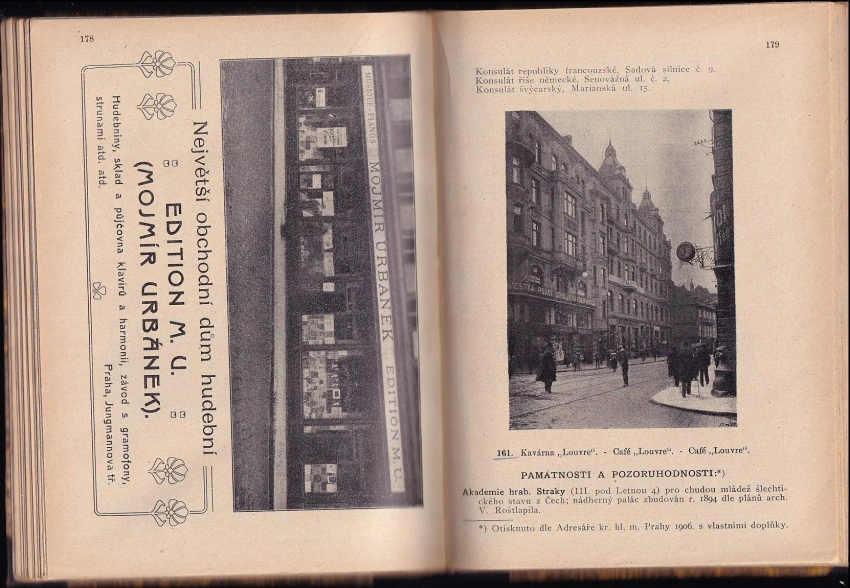 178
Největší obchodní dům hudební
EDITION M. U.
(MOJMÍR URBÁNEK).
Hudebniny, sklad a půjčovna klavírů a harmonií, závod s gramofony,
strunami atd. atd.
Praha, Jungmannova tř.
MUSIQUE PIANOS MOJMÍR URBÁNEK EDITION M. U.
179
Konsulát republiky francouzské, Sadová silnice č. 9.
Konsulát říše německé, Senovážná ul. č. 2.
Konsulát švýcarský, Marianská ul. 15.
161. Kavárna „Louvre“. - Café „Louvre“. - Café „Louvre“.
PAMÁTNOSTI A POZORUHODNOSTI:*)
Akademie hrab. Straky (III. pod Letnou 4) pro chudou mládež šlechti-
ckého stavu z Čech; nádherný palác zbudován r. 1894 dle plánů arch.
V. Roštlapila.
*) Otisknuto dle Adresáře kr. hl. m. Prahy 1906. s vlastními doplňky.